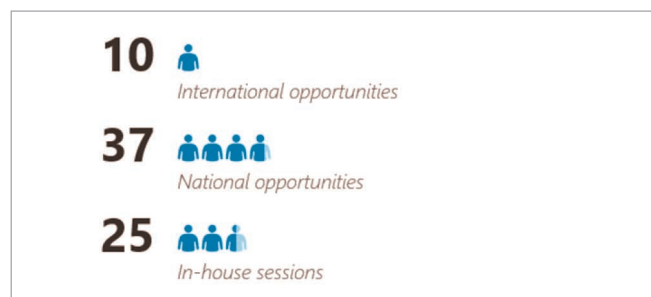 10
International opportunities
37
National opportunities
25
In-house sessions